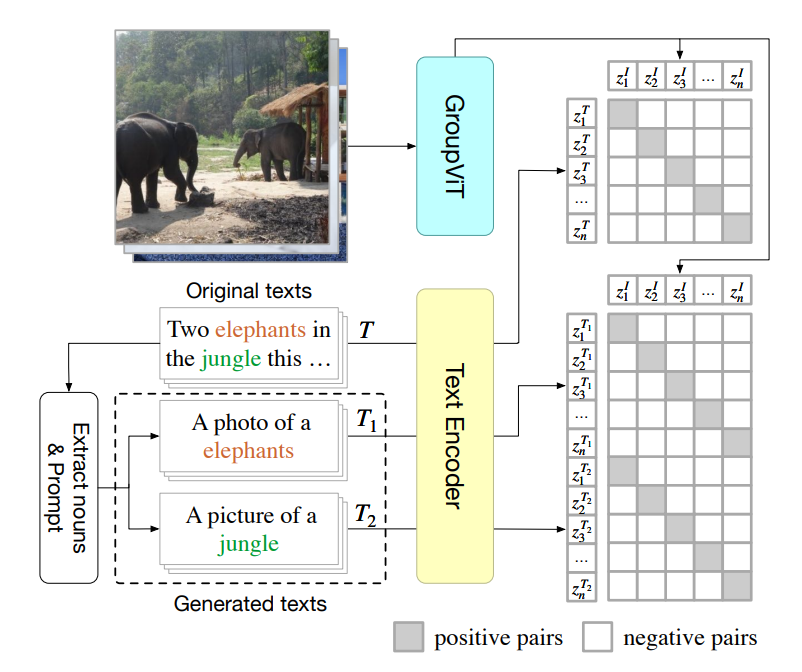 GroupViT
z_1^I z_2^I z_3^I ... z_n^I
z_1^T
z_2^T
z_3^T
...
z_n^T
Original texts
Two elephants in
the jungle this …
T
Extract nouns
& Prompt
A photo of a
elephants
T_1
A picture of a
jungle
T_2
Generated texts
Text Encoder
z_1^I z_2^I z_3^I ... z_n^I
z_1^{T_1}
z_2^{T_1}
z_3^{T_1}
...
z_n^{T_1}
z_1^{T_2}
z_2^{T_2}
z_3^{T_2}
...
z_n^{T_2}
positive pairs
negative pairs